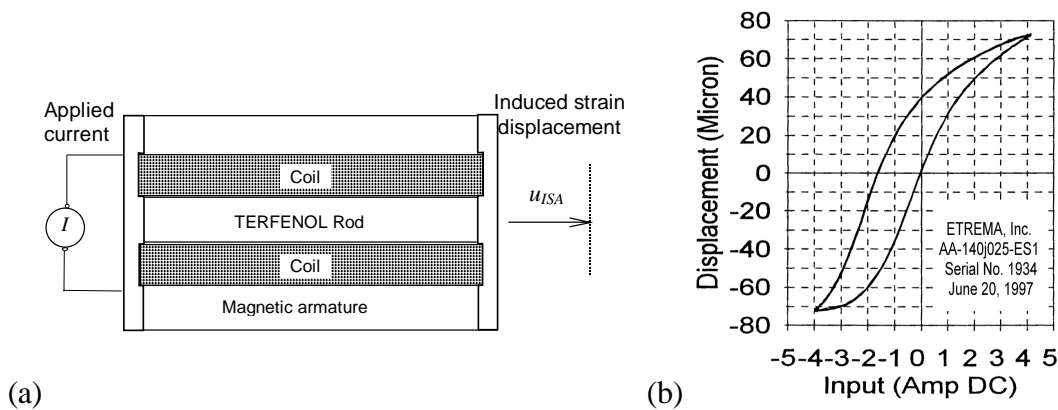 Applied
current
Induced strain
displacement
Coil
u_ISA
I
TERFENOL Rod
Coil
Magnetic armature
(a)
80
60
40
20
0
-20
-40
-60
-80
Displacement (Micron)
ETREMA, Inc.
AA-140j025-ES1
Serial No. 1934
June 20, 1997
-5-4-3-2-1 0 1 2 3 4 5
Input (Amp DC)
(b)